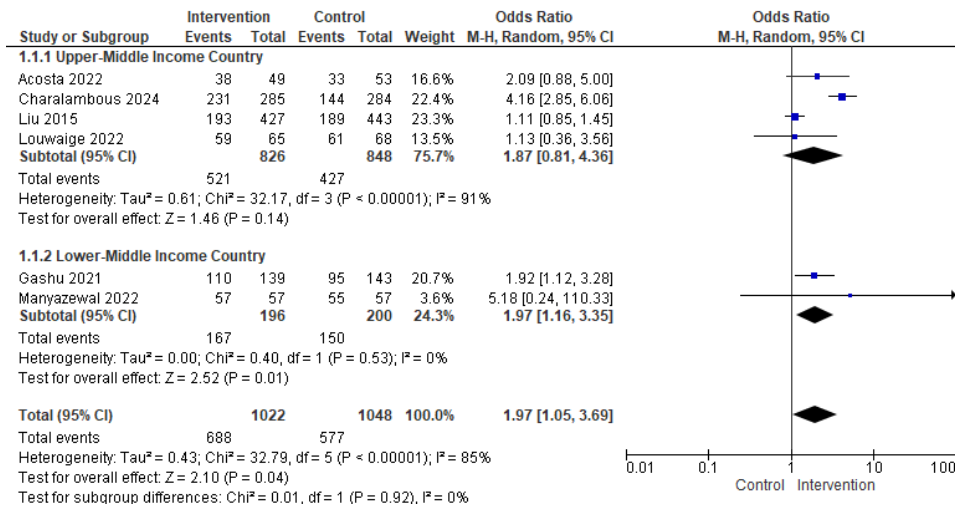 Intervention Control Odds Ratio Odds Ratio
Study or Subgroup Events Total Events Total Weight M-H, Random, 95% CI M-H, Random, 95% CI
1.1.1 Upper-Middle Income Country
Acosta 2022 38 49 33 53 16.6% 2.09 [0.88, 5.00]
Charalambous 2024 231 285 144 284 22.4% 4.16 [2.85, 6.06]
Liu 2015 193 427 189 443 23.3% 1.11 [0.85, 1.45]
Louwaige 2022 59 65 61 68 13.5% 1.13 [0.36, 3.56]
Subtotal (95% CI) 826 848 75.7% 1.87 [0.81, 4.36]
Total events 521 427
Heterogeneity: Tau² = 0.61; Chi² = 32.17, df = 3 (P < 0.00001); I² = 91%
Test for overall effect: Z = 1.46 (P = 0.14)
1.1.2 Lower-Middle Income Country
Gashu 2021 110 139 95 143 20.7% 1.92 [1.12, 3.28]
Manyazewal 2022 57 57 55 57 3.6% 5.18 [0.24, 110.33]
Subtotal (95% CI) 196 200 24.3% 1.97 [1.16, 3.35]
Total events 167 150
Heterogeneity: Tau² = 0.00; Chi² = 0.40, df = 1 (P = 0.53); I² = 0%
Test for overall effect: Z = 2.52 (P = 0.01)
Total (95% CI) 1022 1048 100.0% 1.97 [1.05, 3.69]
Total events 688 577
Heterogeneity: Tau² = 0.43; Chi² = 32.79, df = 5 (P < 0.00001); I² = 85%
Test for overall effect: Z = 2.10 (P = 0.04)
Test for subgroup differences: Chi² = 0.01, df = 1 (P = 0.92), I² = 0%
0.01 0.1 1 10 100
Control Intervention